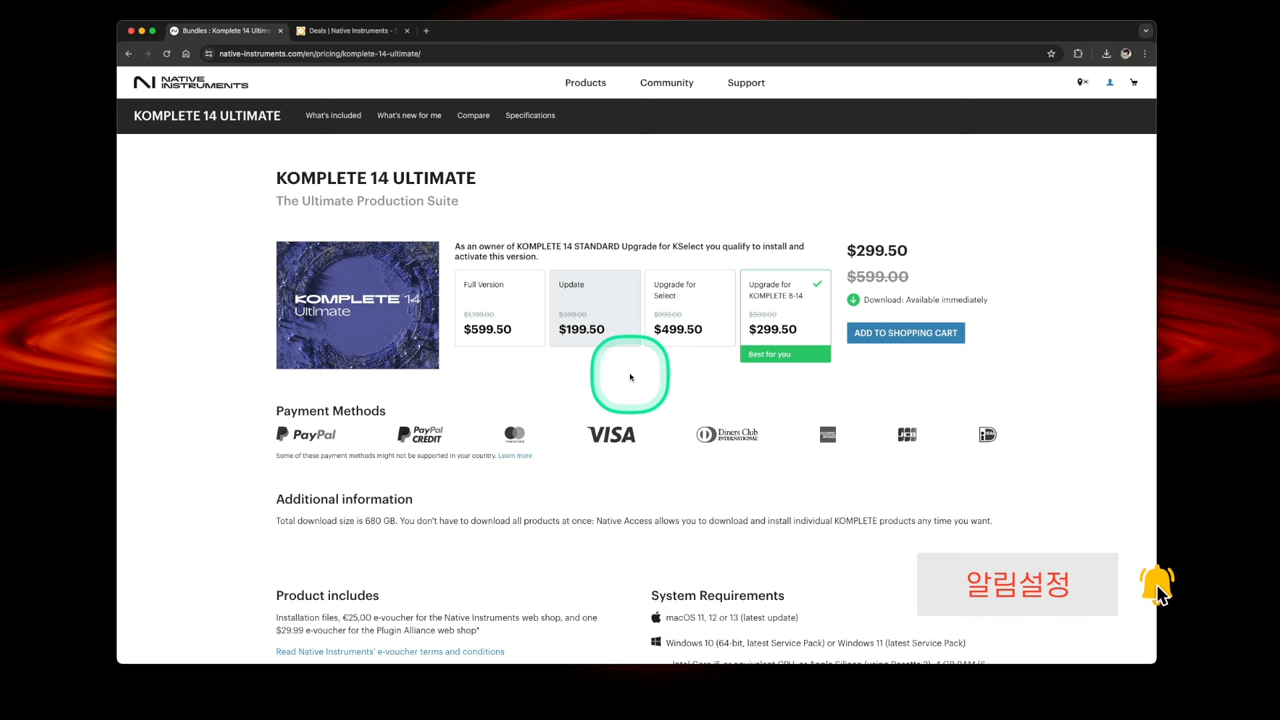 Bundles : Komplete 14 Ultim
Deals | Native Instruments -
native-instruments.com/en/pricing/komplete-14-ultimate/
NATIVE INSTRUMENTS
Products
Community
Support
KOMPLETE 14 ULTIMATE
What's included
What's new for me
Compare
Specifications
KOMPLETE 14 ULTIMATE
The Ultimate Production Suite
KOMPLETE 14
Ultimate
As an owner of KOMPLETE 14 STANDARD Upgrade for KSelect you qualify to install and
activate this version.
Full Version
$1,199.00
$599.50
Update
$399.00
$199.50
Upgrade for
Select
$999.00
$499.50
Upgrade for
KOMPLETE 8-14
$599.00
$299.50
Best for you
$299.50
$599.00
Download: Available immediately
ADD TO SHOPPING CART
Payment Methods
PayPal
PayPal CREDIT
VISA
Diners Club INTERNATIONAL
JCB
Some of these payment methods might not be supported in your country. Learn more
Additional information
Total download size is 680 GB. You don't have to download all products at once: Native Access allows you to download and install individual KOMPLETE products any time you want.
알림설정
Product includes
Installation files, €25,00 e-voucher for the Native Instruments web shop, and one
$29.99 e-voucher for the Plugin Alliance web shop*
Read Native Instruments' e-voucher terms and conditions
System Requirements
macOS 11, 12 or 13 (latest update)
Windows 10 (64-bit, latest Service Pack) or Windows 11 (latest Service Pack)